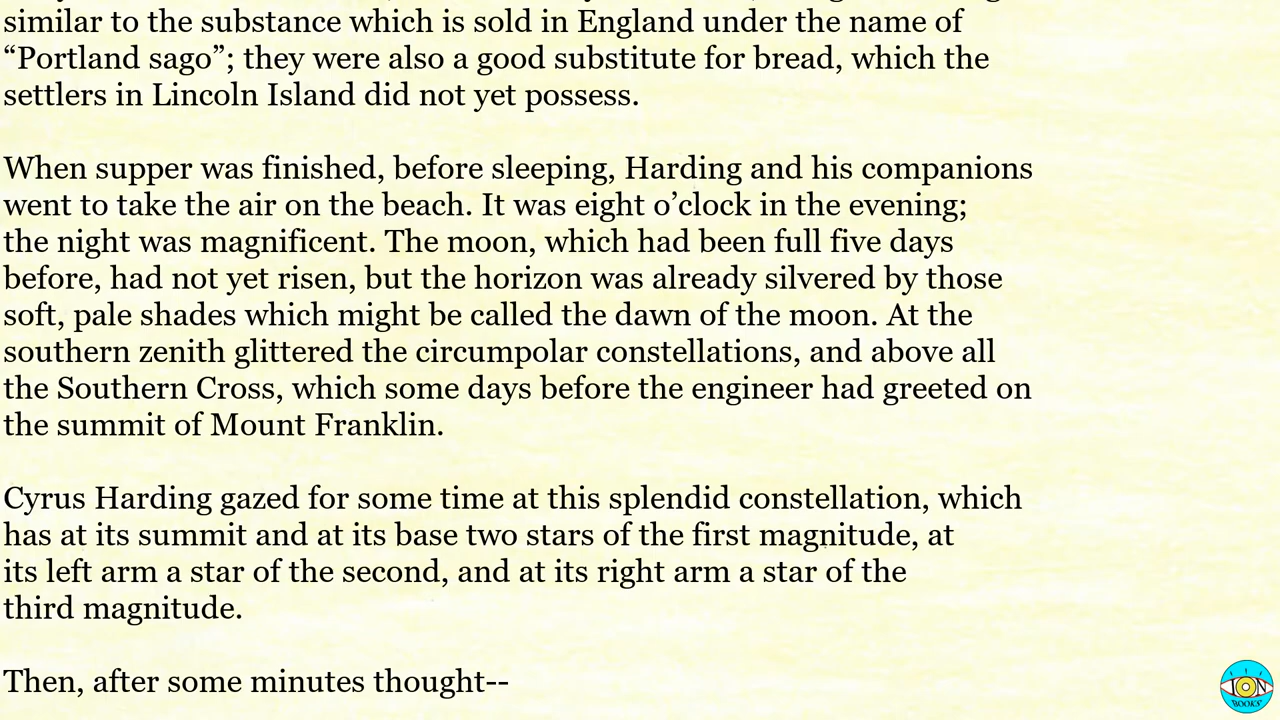 similar to the substance which is sold in England under the name of
“Portland sago”; they were also a good substitute for bread, which the
settlers in Lincoln Island did not yet possess.
When supper was finished, before sleeping, Harding and his companions
went to take the air on the beach. It was eight o’clock in the evening;
the night was magnificent. The moon, which had been full five days
before, had not yet risen, but the horizon was already silvered by those
soft, pale shades which might be called the dawn of the moon. At the
southern zenith glittered the circumpolar constellations, and above all
the Southern Cross, which some days before the engineer had greeted on
the summit of Mount Franklin.
Cyrus Harding gazed for some time at this splendid constellation, which
has at its summit and at its base two stars of the first magnitude, at
its left arm a star of the second, and at its right arm a star of the
third magnitude.
Then, after some minutes thought--
ION
BOOKS